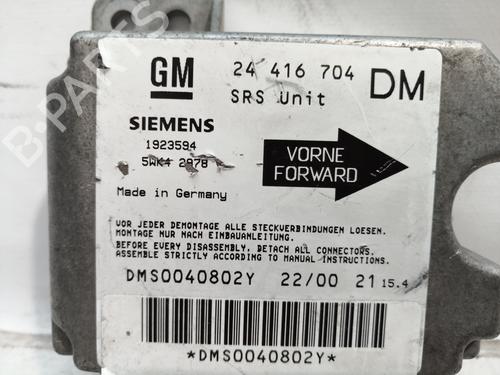 GM 24 416 704 DM
SRS Unit
SIEMENS
1923594
5WK4 2978
VORNE
FORWARD
Made in Germany
VOR JEDER DEMONTAGE ALLE STECKVERBINDUNGEN LOESEN.
MONTAGE NUR NACH EINBAUANLEITUNG.
BEFORE EVERY DISASSEMBLY, DETACH ALL CONNECTORS.
ASSEMBLE STRICTLY ACCORDING TO MANUAL INSTRUCTIONS.
DMS0040802Y 22/00 21 15.4
*DMS0040802Y*
B-PARTS